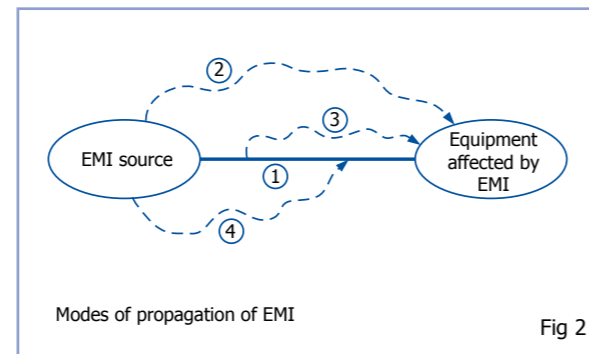 2
3
EMI source
Equipment
affected by
EMI
1
4
Modes of propagation of EMI
Fig 2